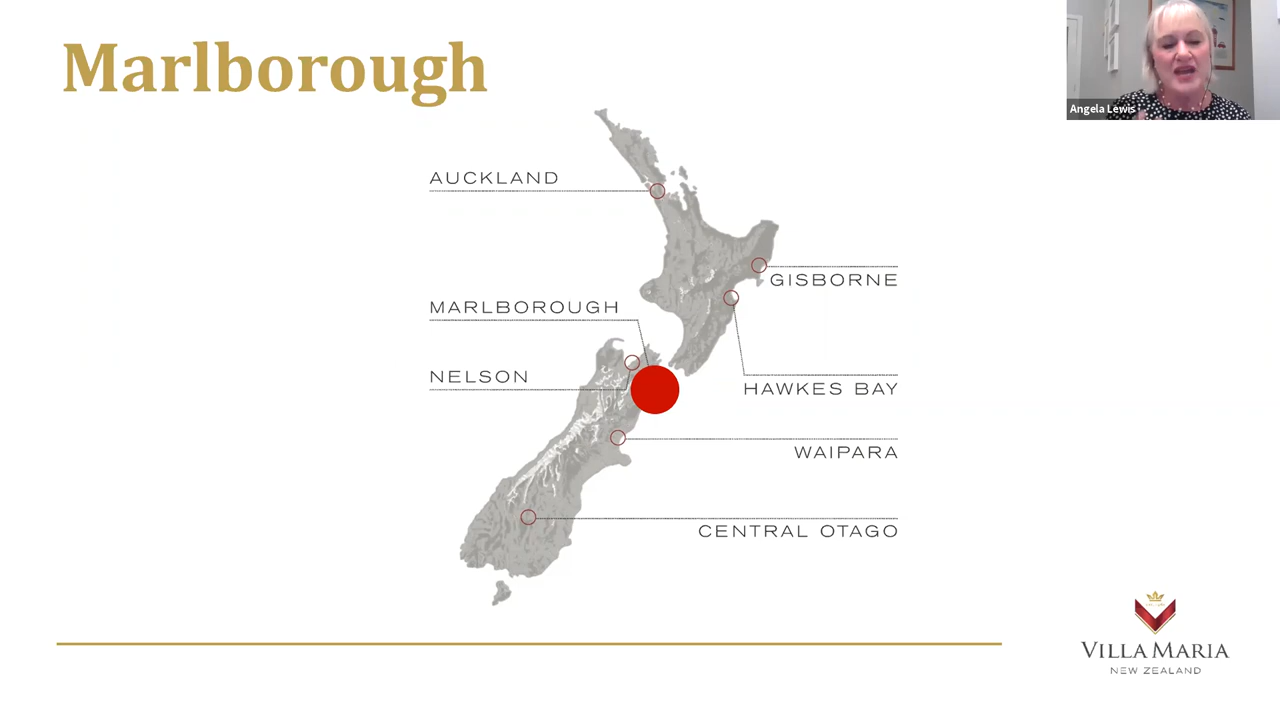 Marlborough
Angela Lewis
AUCKLAND
GISBORNE
MARLBOROUGH
NELSON
HAWKES BAY
WAIPARA
CENTRAL OTAGO
VILLA MARIA
NEW ZEALAND